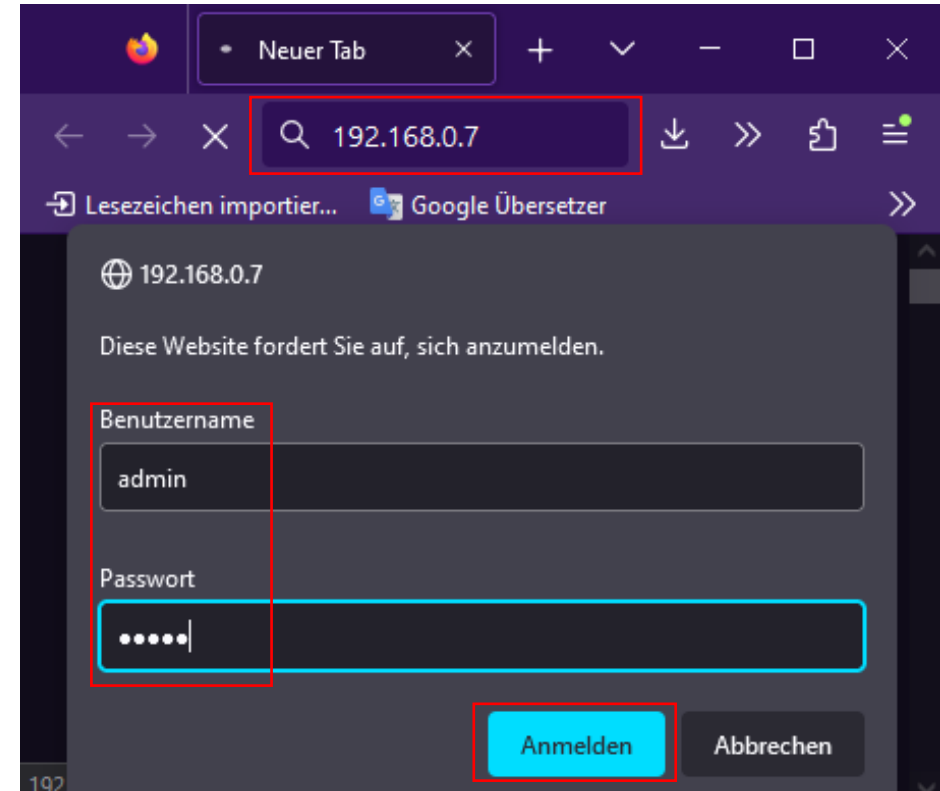 Neuer Tab
192.168.0.7
Lesezeichen importier... Google Übersetzer
192.168.0.7
Diese Website fordert Sie auf, sich anzumelden.
Benutzername
admin
Passwort
•••••
Anmelden Abbrechen
192